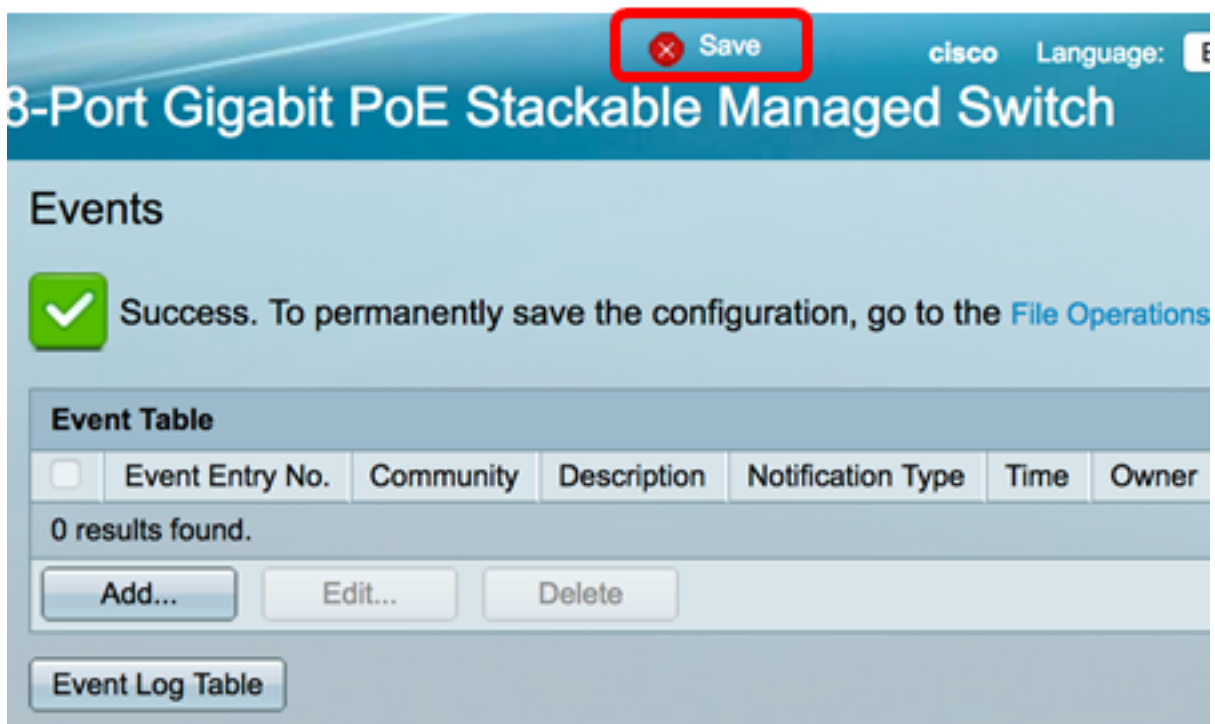 Save cisco Language:
8-Port Gigabit PoE Stackable Managed Switch
Events
Success. To permanently save the configuration, go to the File Operations
Event Table
Event Entry No. Community Description Notification Type Time Owner
0 results found.
Add... Edit... Delete
Event Log Table